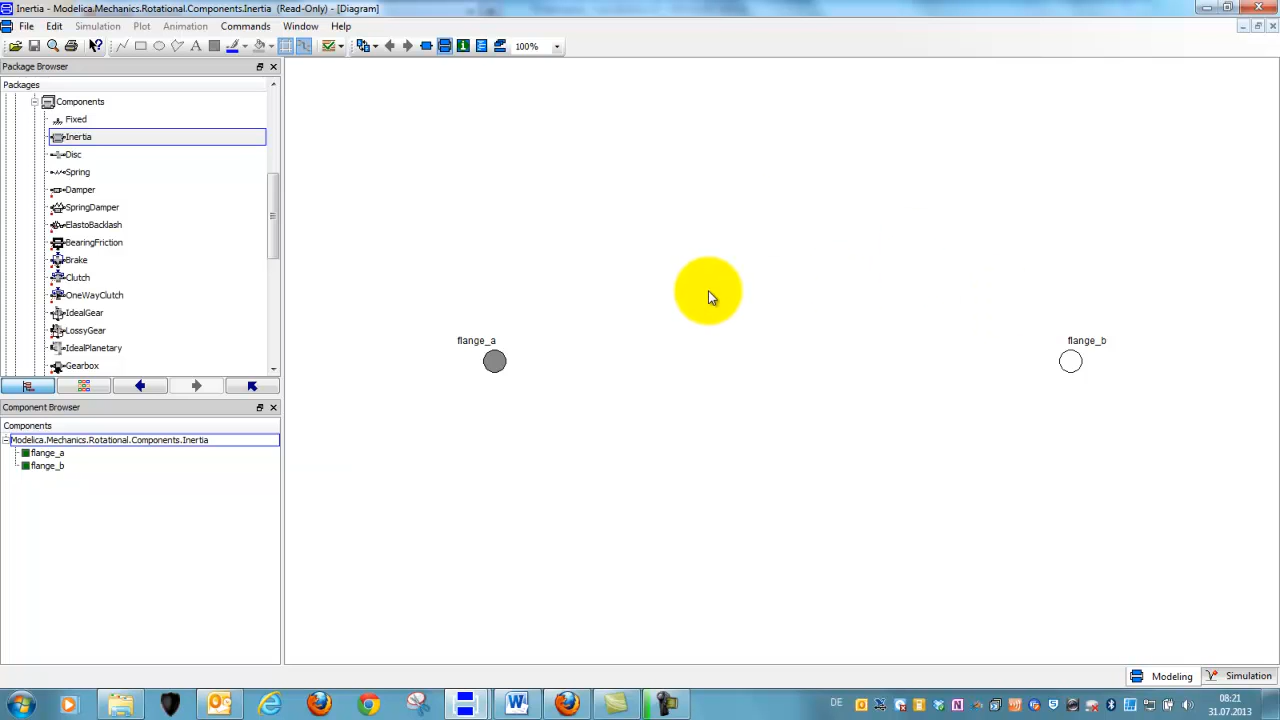 Inertia - Modelica.Mechanics.Rotational.Components.Inertia (Read-Only) - [Diagram]
File Edit Simulation Plot Animation Commands Window Help
100%
Package Browser
Packages
Components
Fixed
Inertia
Disc
Spring
Damper
SpringDamper
ElastoBacklash
BearingFriction
Brake
Clutch
OneWayClutch
IdealGear
LossyGear
IdealPlanetary
Gearbox
Component Browser
Components
Modelica.Mechanics.Rotational.Components.Inertia
flange_a
flange_b
flange_a
flange_b
Modeling Simulation
DE
08:21
31.07.2013